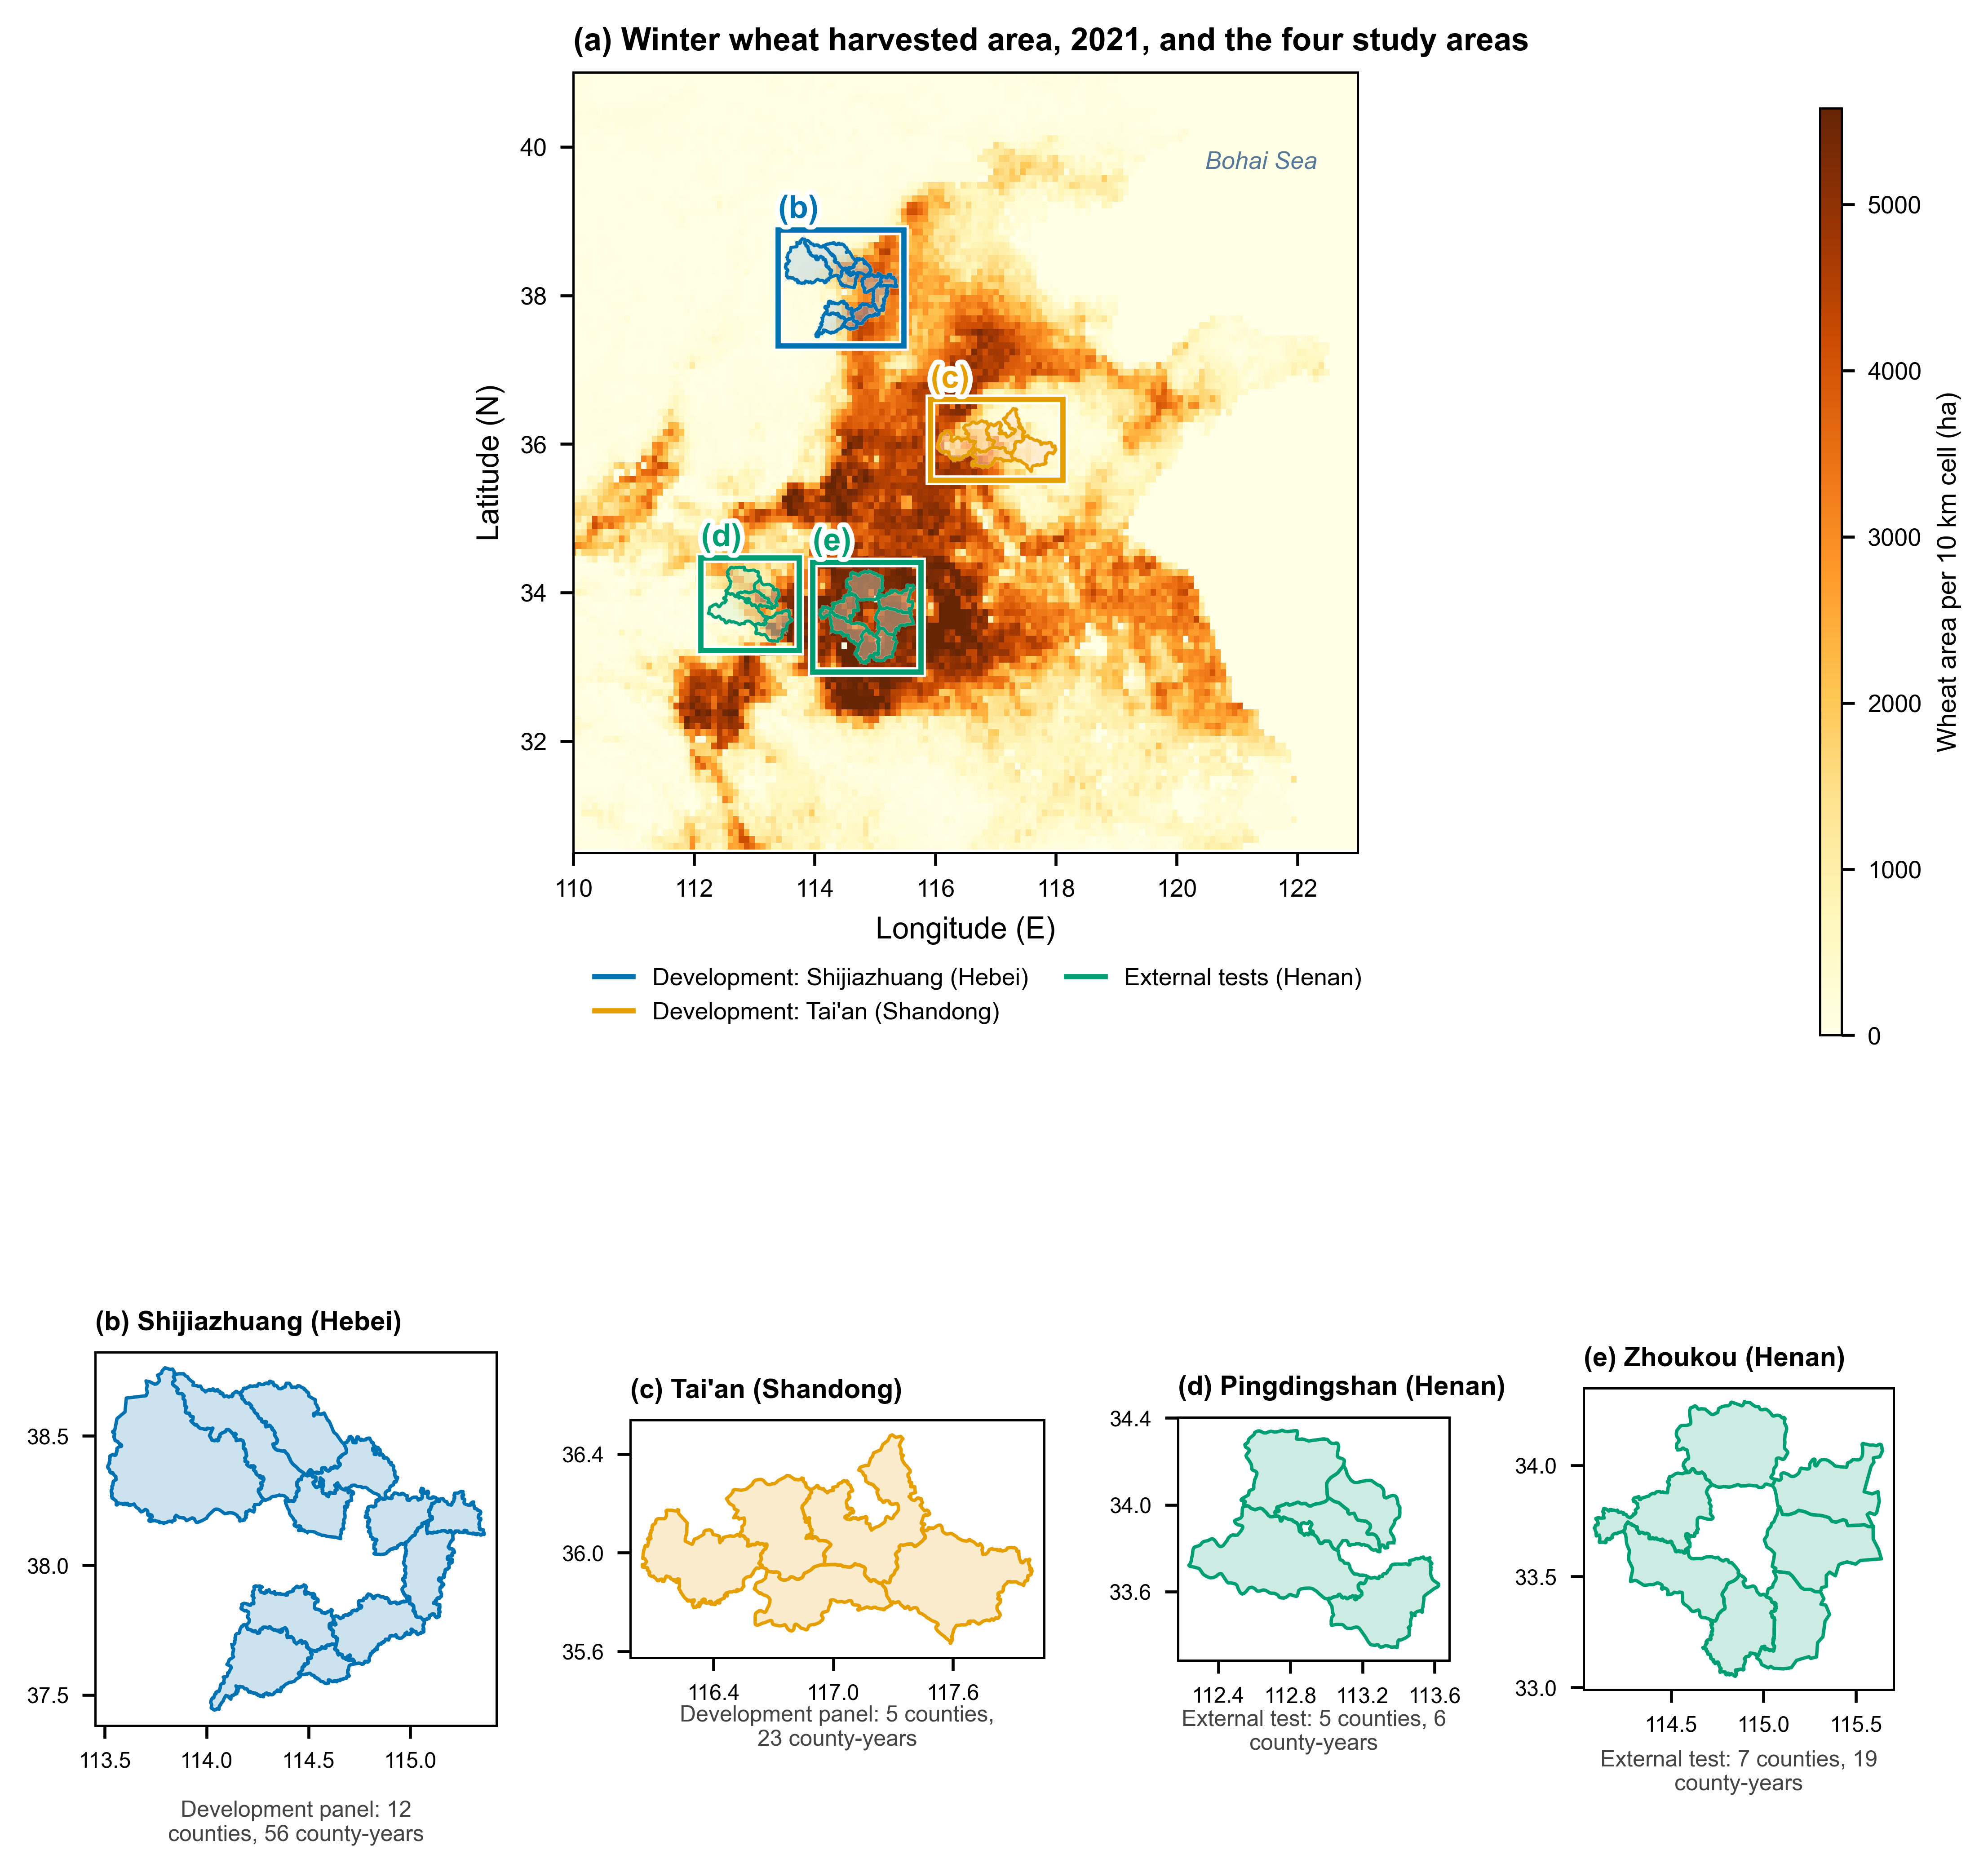 (a) Winter wheat harvested area, 2021, and the four study areas
40
38
36
34
32
Latitude (N)
Bohai Sea
(b)
(c)
(d)
(e)
110 112 114 116 118 120 122
Longitude (E)
5000
4000
3000
2000
1000
0
Wheat area per 10 km cell (ha)
Development: Shijiazhuang (Hebei)
Development: Tai'an (Shandong)
External tests (Henan)
(b) Shijiazhuang (Hebei)
38.5
38.0
37.5
113.5 114.0 114.5 115.0
Development panel: 12
counties, 56 county-years
(c) Tai'an (Shandong)
36.4
36.0
35.6
116.4 117.0 117.6
Development panel: 5 counties,
23 county-years
(d) Pingdingshan (Henan)
34.4
34.0
33.6
112.4 112.8 113.2 113.6
External test: 5 counties, 6
county-years
(e) Zhoukou (Henan)
34.0
33.5
33.0
114.5 115.0 115.5
External test: 7 counties, 19
county-years